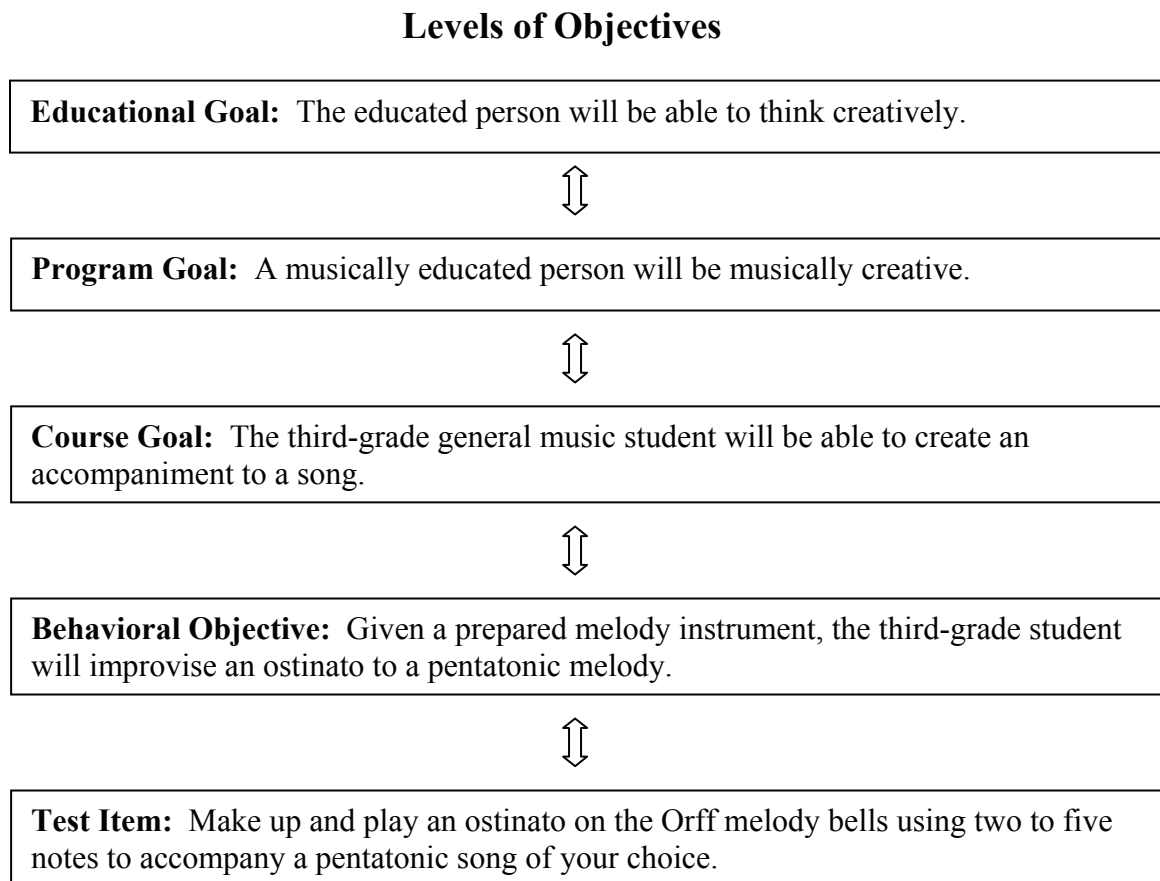 Levels of Objectives
Educational Goal: The educated person will be able to think creatively.
Program Goal: A musically educated person will be musically creative.
Course Goal: The third-grade general music student will be able to create an
accompaniment to a song.
Behavioral Objective: Given a prepared melody instrument, the third-grade student
will improvise an ostinato to a pentatonic melody.
Test Item: Make up and play an ostinato on the Orff melody bells using two to five
notes to accompany a pentatonic song of your choice.